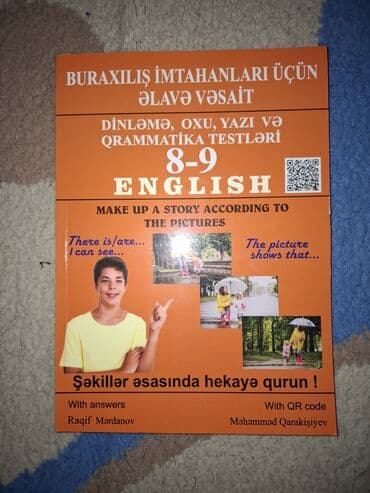 BURAXILIŞ İMTAHANLARI ÜÇÜN
ƏLAVƏ VƏSAİT
DİNLƏMƏ, OXU, YAZI VƏ
QRAMMATİKA TESTLƏRİ
8-9
ENGLISH
MAKE UP A STORY ACCORDING TO
THE PICTURES
There is/are...
I can see...
The picture
shows that...
Şəkillər əsasında hekayə qurun !
With answers
With QR code
Raqif Mərdanov
Məhəmməd Qarakişiyev